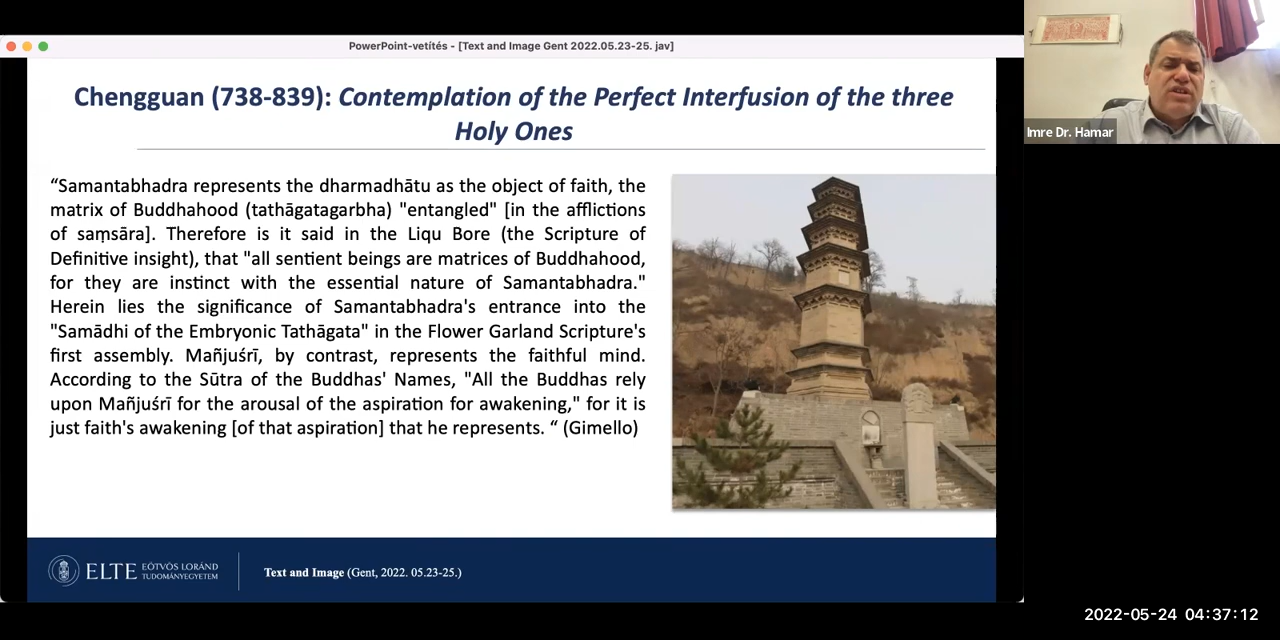 PowerPoint-vetítés - [Text and Image Gent 2022.05.23-25. jav]
Chengguan (738-839): Contemplation of the Perfect Interfusion of the three
Holy Ones
“Samantabhadra represents the dharmadhātu as the object of faith, the
matrix of Buddhahood (tathāgatagarbha) "entangled" [in the afflictions
of saṃsāra]. Therefore is it said in the Liqu Bore (the Scripture of
Definitive insight), that "all sentient beings are matrices of Buddhahood,
for they are instinct with the essential nature of Samantabhadra."
Herein lies the significance of Samantabhadra's entrance into the
"Samādhi of the Embryonic Tathāgata" in the Flower Garland Scripture's
first assembly. Mañjuśrī, by contrast, represents the faithful mind.
According to the Sūtra of the Buddhas' Names, "All the Buddhas rely
upon Mañjuśrī for the arousal of the aspiration for awakening," for it is
just faith's awakening [of that aspiration] that he represents. “ (Gimello)
ELTE
EÖTVÖS LORÁND
TUDOMÁNYEGYETEM
Text and Image (Gent, 2022. 05.23-25.)
Imre Dr. Hamar
2022-05-24 04:37:12